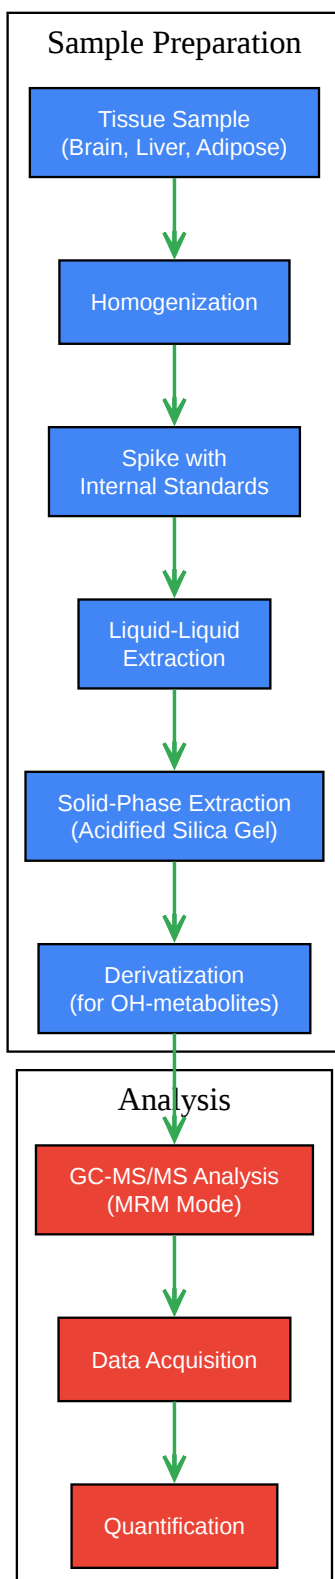 Sample Preparation
Tissue Sample
(Brain, Liver, Adipose)
Homogenization
Spike with
Internal Standards
Liquid-Liquid
Extraction
Solid-Phase Extraction
(Acidified Silica Gel)
Derivatization
(for OH-metabolites)
Analysis
GC-MS/MS Analysis
(MRM Mode)
Data Acquisition
Quantification